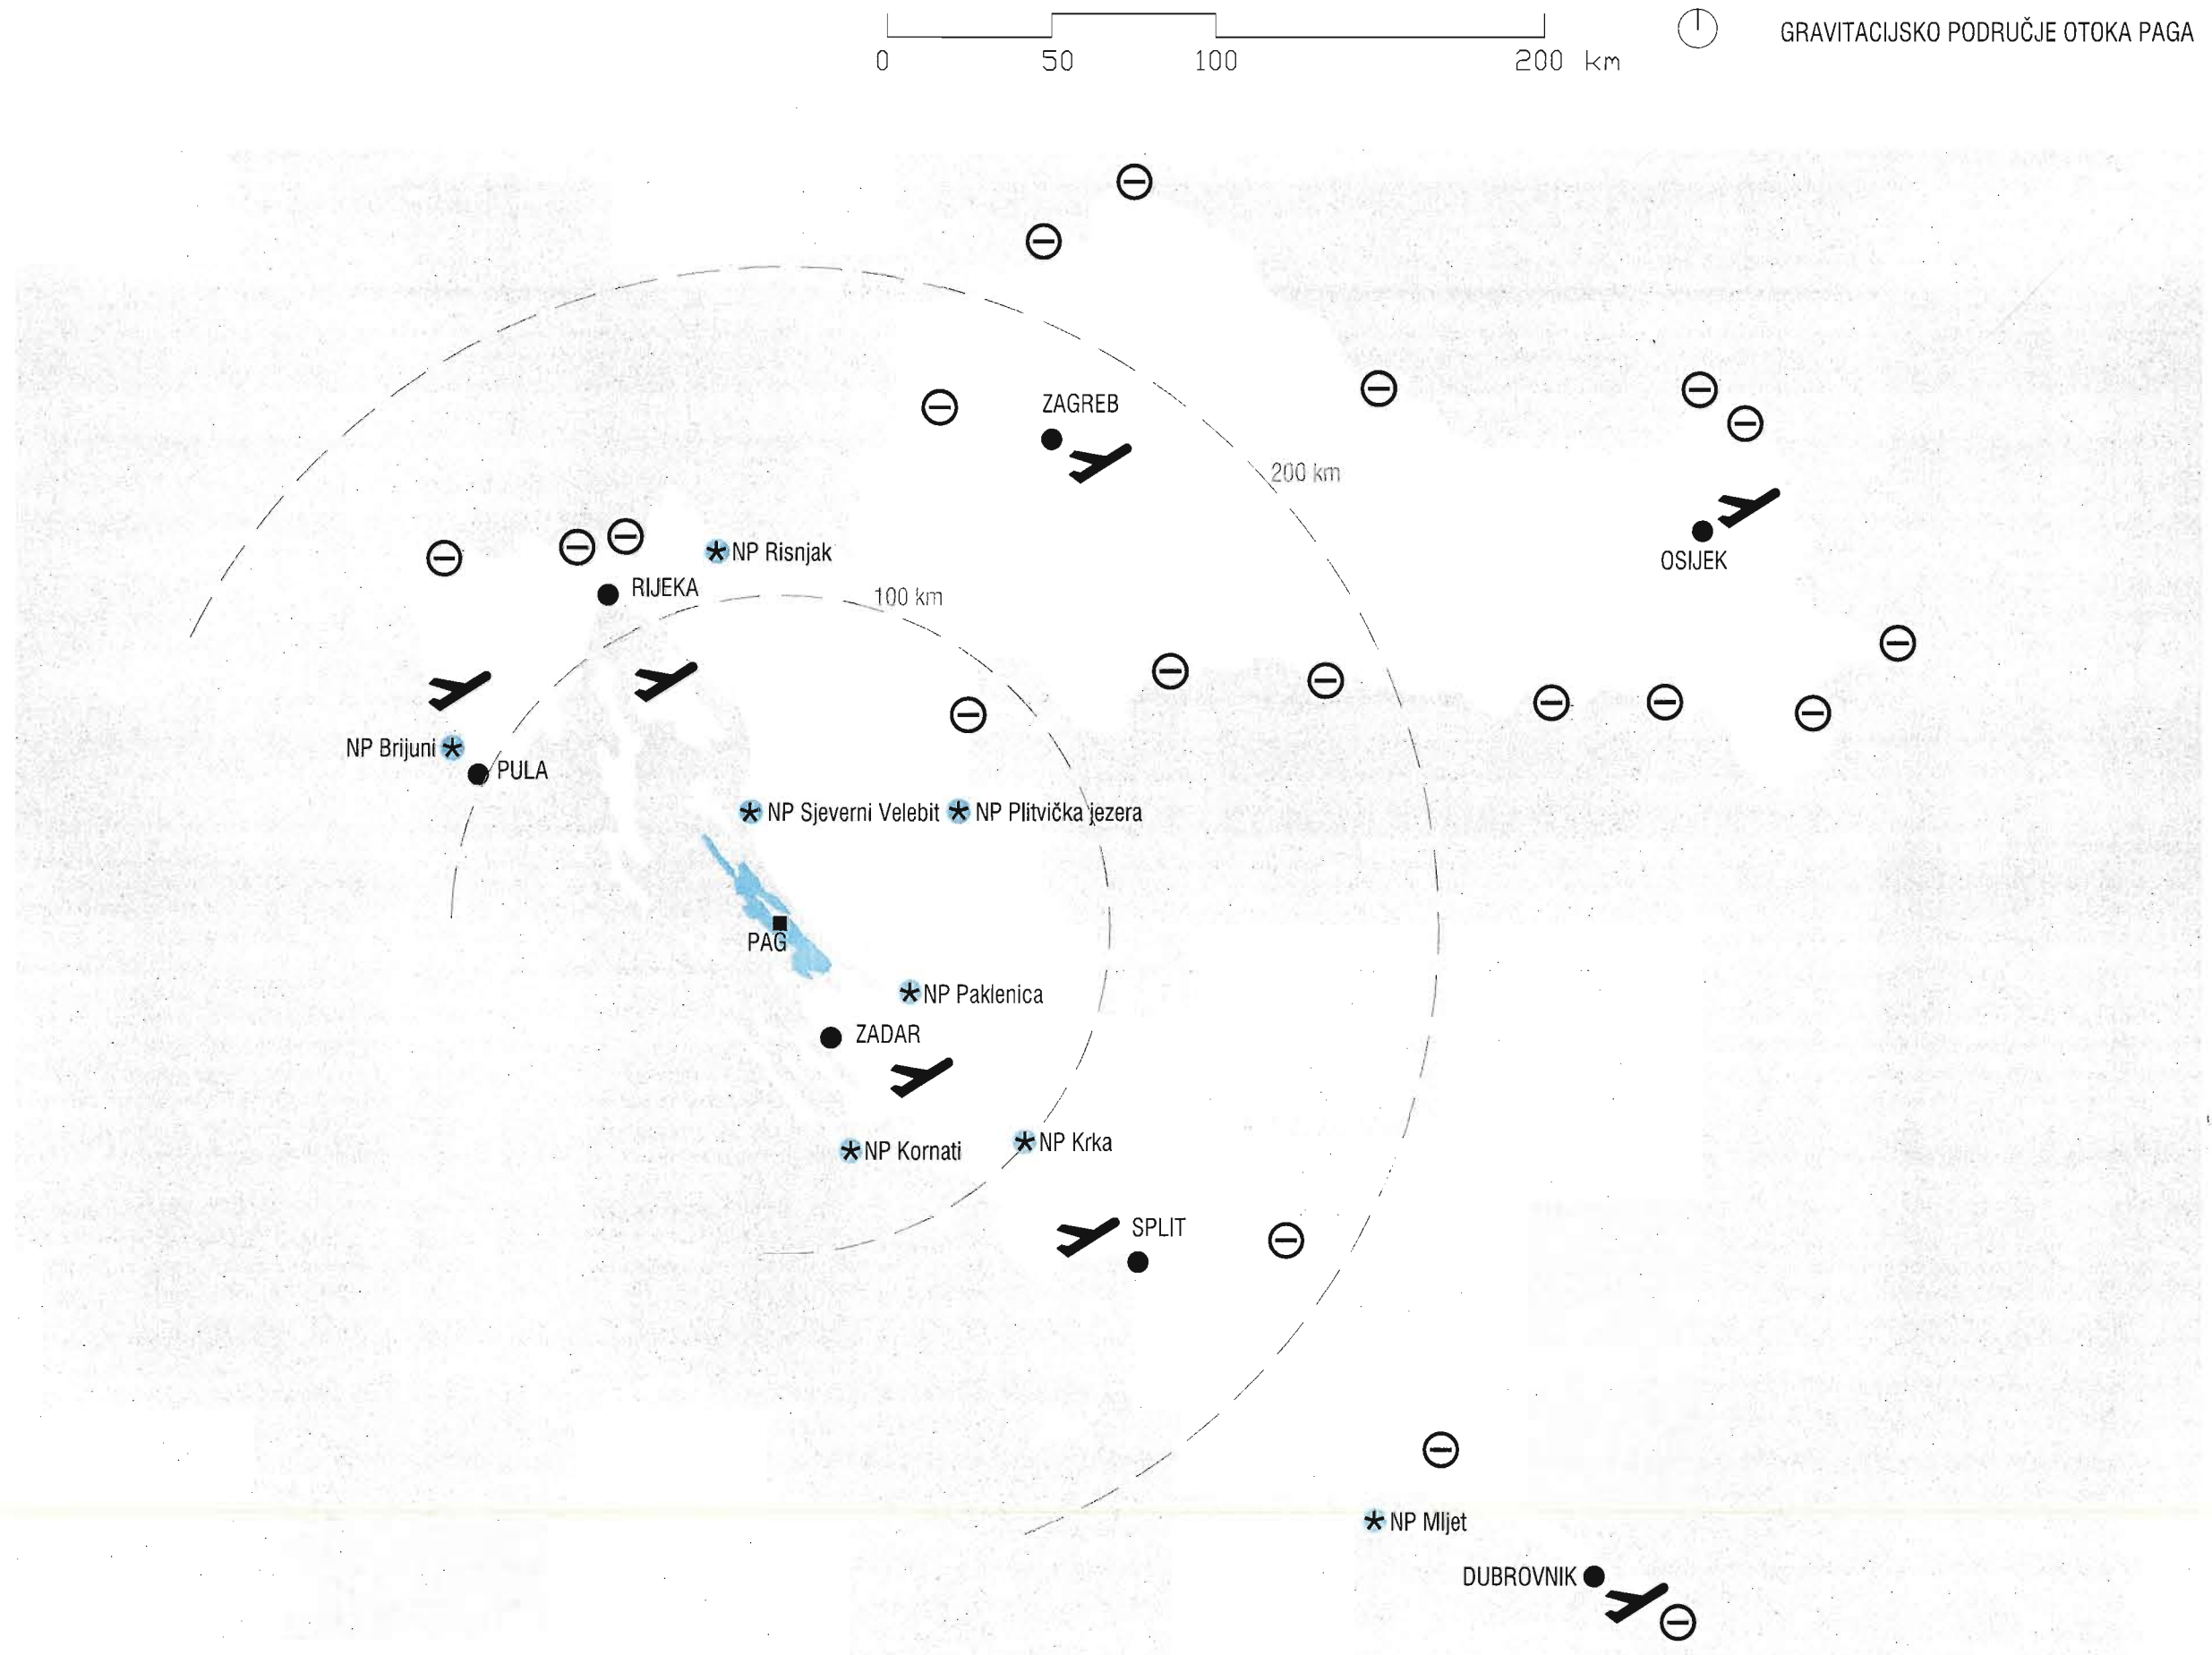 GRAVITACIJSKO PODRUČJE OTOKA PAGA
0 50 100 200 km
ZAGREB
200 km
OSIJEK
NP Risnjak
RIJEKA
100 km
NP Brijuni
PULA
NP Sjeverni Velebit
NP Plitvička jezera
PAG
NP Paklenica
ZADAR
NP Kornati
NP Krka
SPLIT
NP Mljet
DUBROVNIK